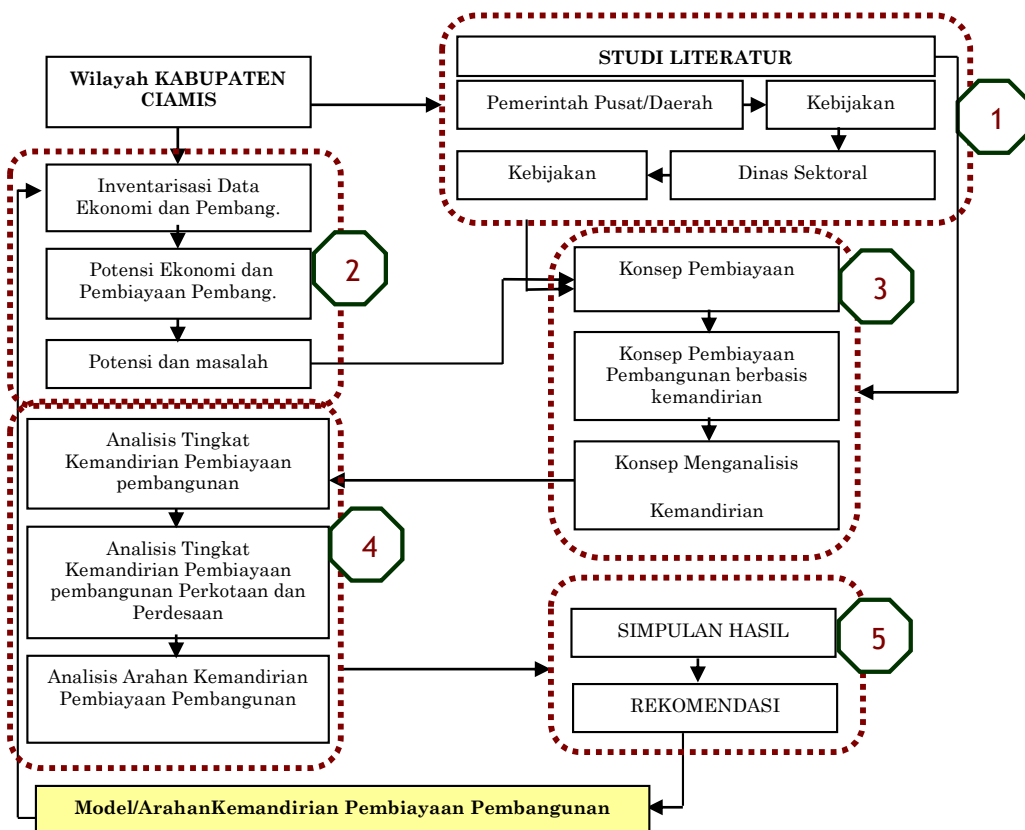 Wilayah KABUPATEN
CIAMIS
STUDI LITERATUR
Pemerintah Pusat/Daerah
Kebijakan
Kebijakan
Dinas Sektoral
1
Inventarisasi Data
Ekonomi dan Pembang.
Potensi Ekonomi dan
Pembiayaan Pembang.
Potensi dan masalah
2
Konsep Pembiayaan
Konsep Pembiayaan
Pembangunan berbasis
kemandirian
Konsep Menganalisis
Kemandirian
3
Analisis Tingkat
Kemandirian Pembiayaan
pembangunan
Analisis Tingkat
Kemandirian Pembiayaan
pembangunan Perkotaan dan
Perdesaan
Analisis Arahan Kemandirian
Pembiayaan Pembangunan
4
SIMPULAN HASIL
REKOMENDASI
5
Model/ArahanKemandirian Pembiayaan Pembangunan